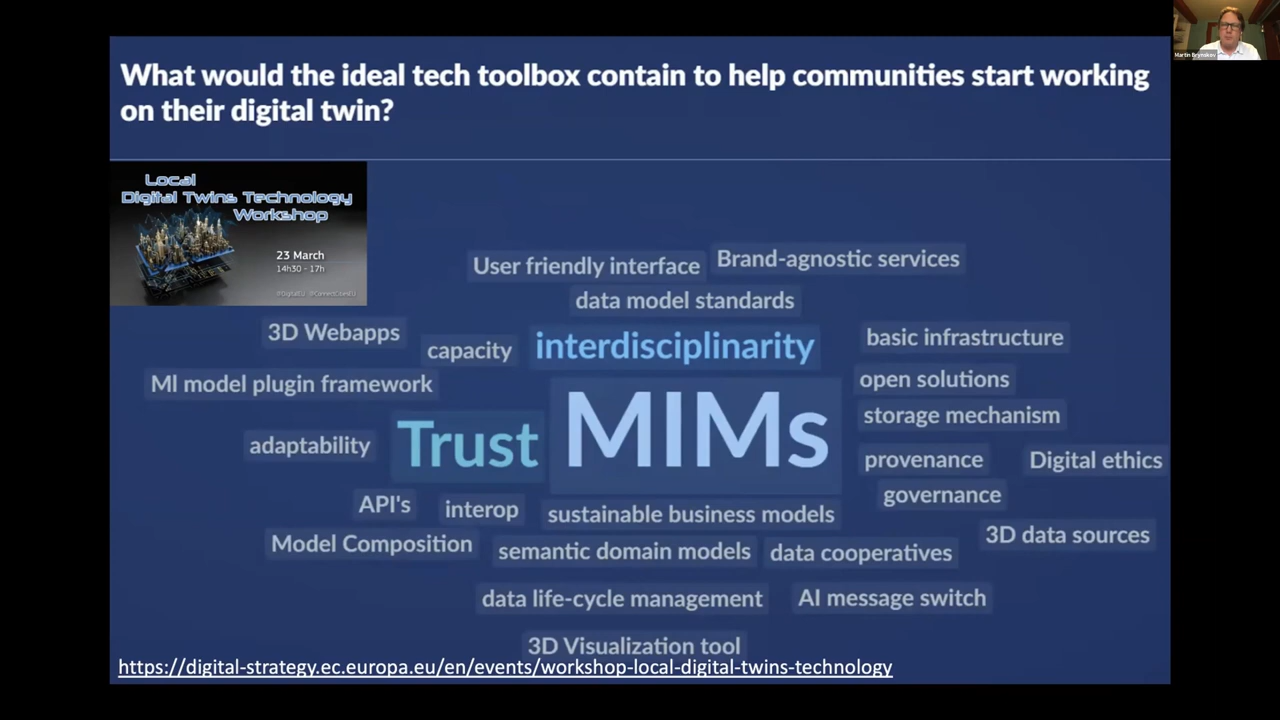 What would the ideal tech toolbox contain to help communities start working
on their digital twin?
Local
Digital Twins Technology
Workshop
23 March
14h30 - 17h
@DigitalEU @ConnectCitiesEU
User friendly interface
Brand-agnostic services
data model standards
3D Webapps
capacity
interdisciplinarity
basic infrastructure
Ml model plugin framework
open solutions
storage mechanism
adaptability
Trust
MIMs
provenance
Digital ethics
governance
API's
interop
sustainable business models
3D data sources
Model Composition
semantic domain models
data cooperatives
data life-cycle management
AI message switch
3D Visualization tool
https://digital-strategy.ec.europa.eu/en/events/workshop-local-digital-twins-technology
Martin Brynskov